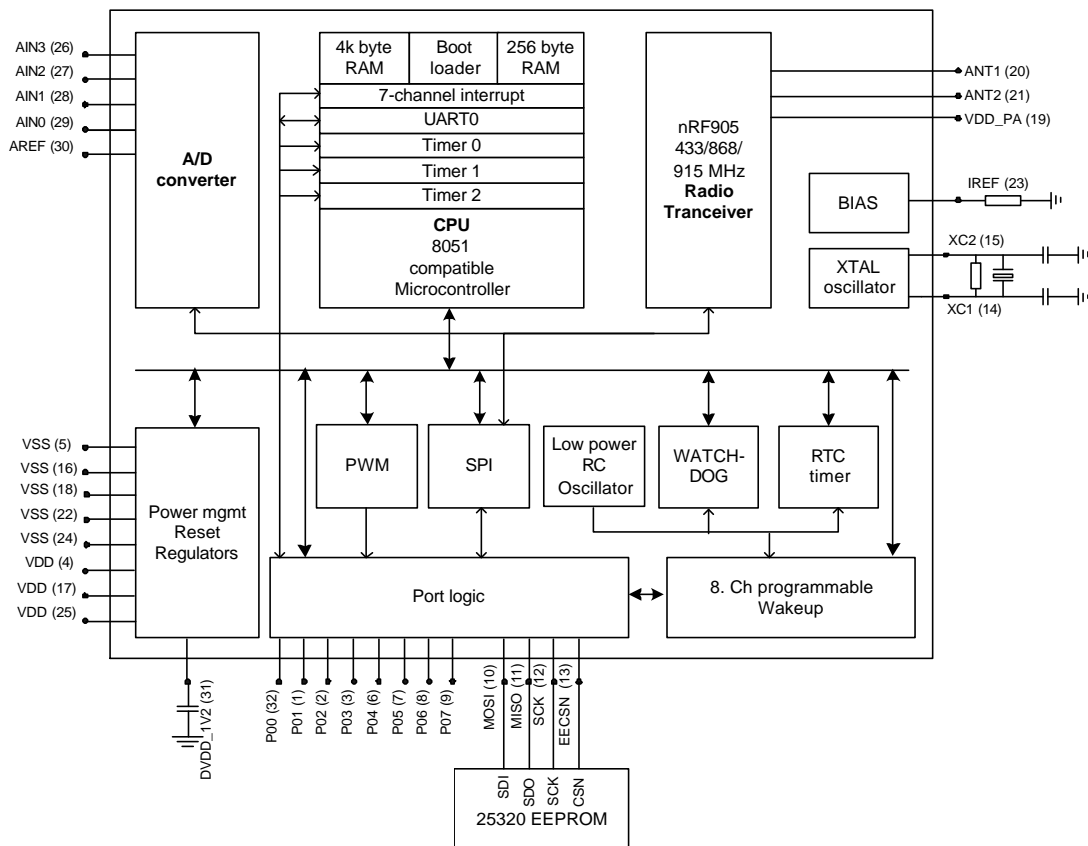 AIN3 (26)
AIN2 (27)
AIN1 (28)
AIN0 (29)
AREF (30)
A/D
converter
4k byte
RAM
Boot
loader
256 byte
RAM
7-channel interrupt
UART0
Timer 0
Timer 1
Timer 2
CPU
8051
compatible
Microcontroller
nRF905
433/868/
915 MHz
Radio
Tranceiver
ANT1 (20)
ANT2 (21)
VDD_PA (19)
BIAS
IREF (23)
XTAL
oscillator
XC2 (15)
XC1 (14)
VSS (5)
VSS (16)
VSS (18)
VSS (22)
VSS (24)
VDD (4)
VDD (17)
VDD (25)
Power mgmt
Reset
Regulators
PWM
SPI
Low power
RC
Oscillator
WATCH-
DOG
RTC
timer
Port logic
8. Ch programmable
Wakeup
DVDD_1V2 (31)
P00 (32)
P01 (1)
P02 (2)
P03 (3)
P04 (6)
P05 (7)
P06 (8)
P07 (9)
MOSI (10)
MISO (11)
SCK (12)
EECSN (13)
SDI
SDO
SCK
CSN
25320 EEPROM